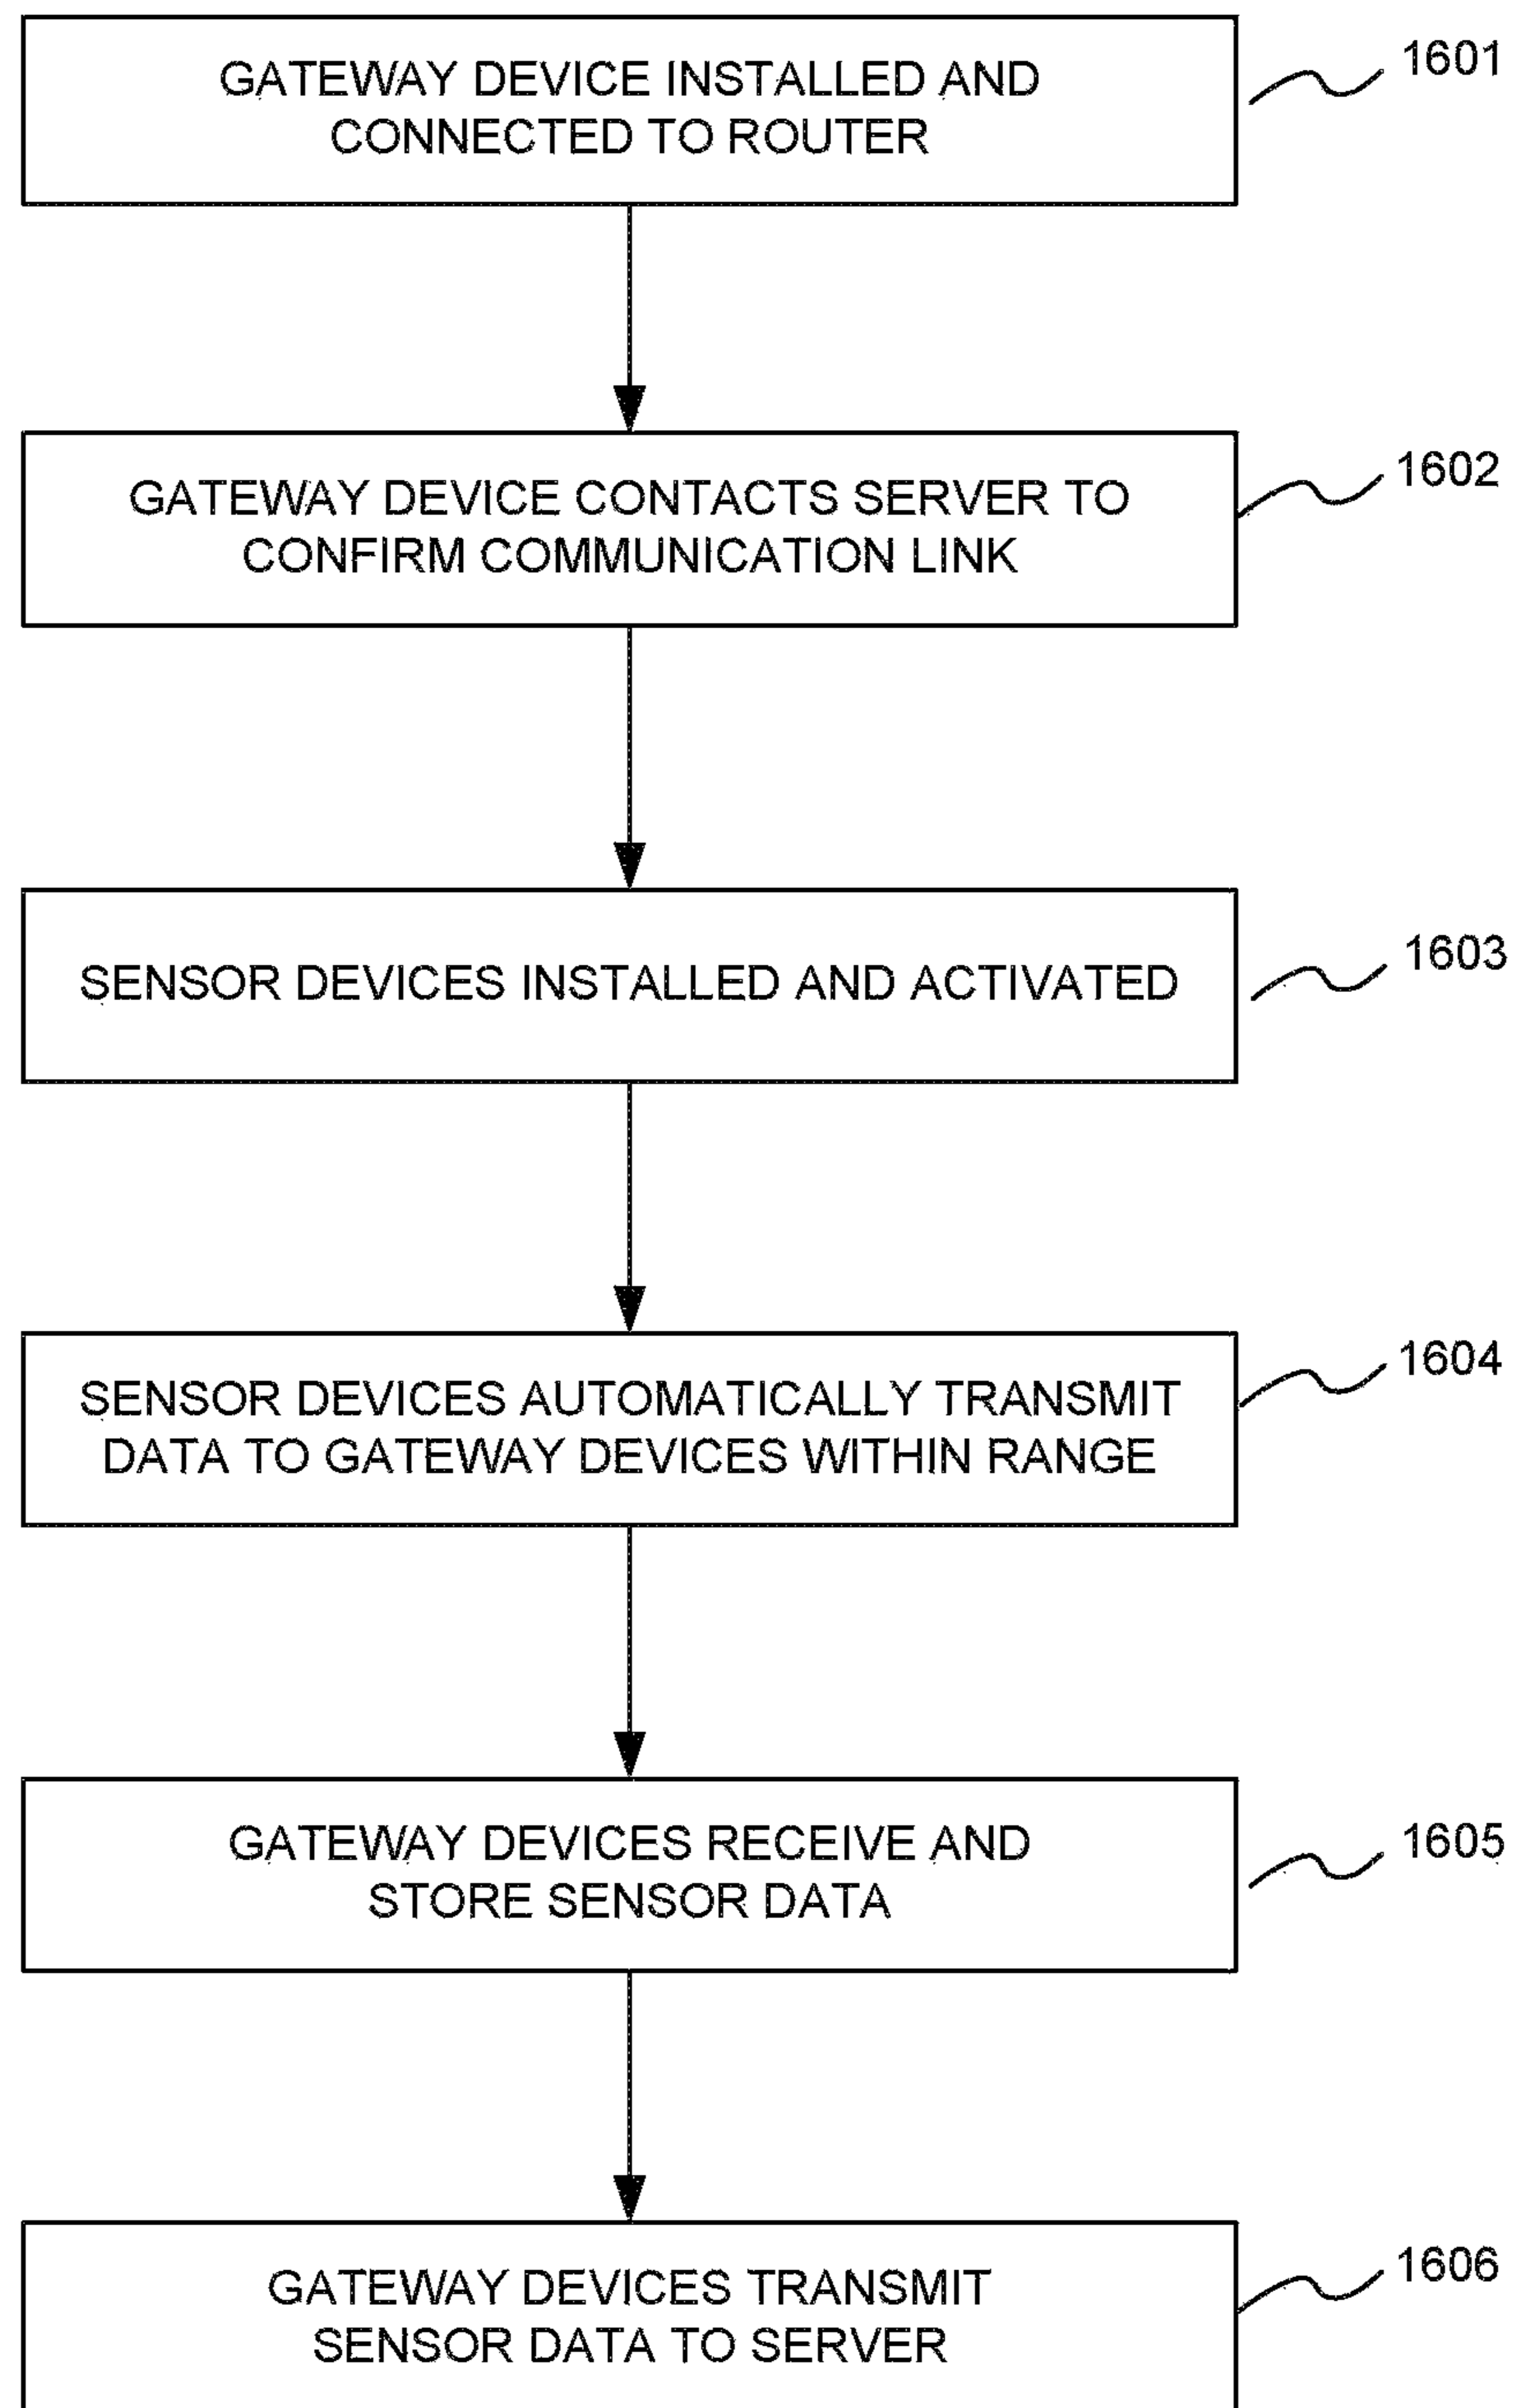 GATEWAY DEVICE INSTALLED AND
CONNECTED TO ROUTER
1601
GATEWAY DEVICE CONTACTS SERVER TO
CONFIRM COMMUNICATION LINK
1602
SENSOR DEVICES INSTALLED AND ACTIVATED
1603
SENSOR DEVICES AUTOMATICALLY TRANSMIT
DATA TO GATEWAY DEVICES WITHIN RANGE
1604
GATEWAY DEVICES RECEIVE AND
STORE SENSOR DATA
1605
GATEWAY DEVICES TRANSMIT
SENSOR DATA TO SERVER
1606